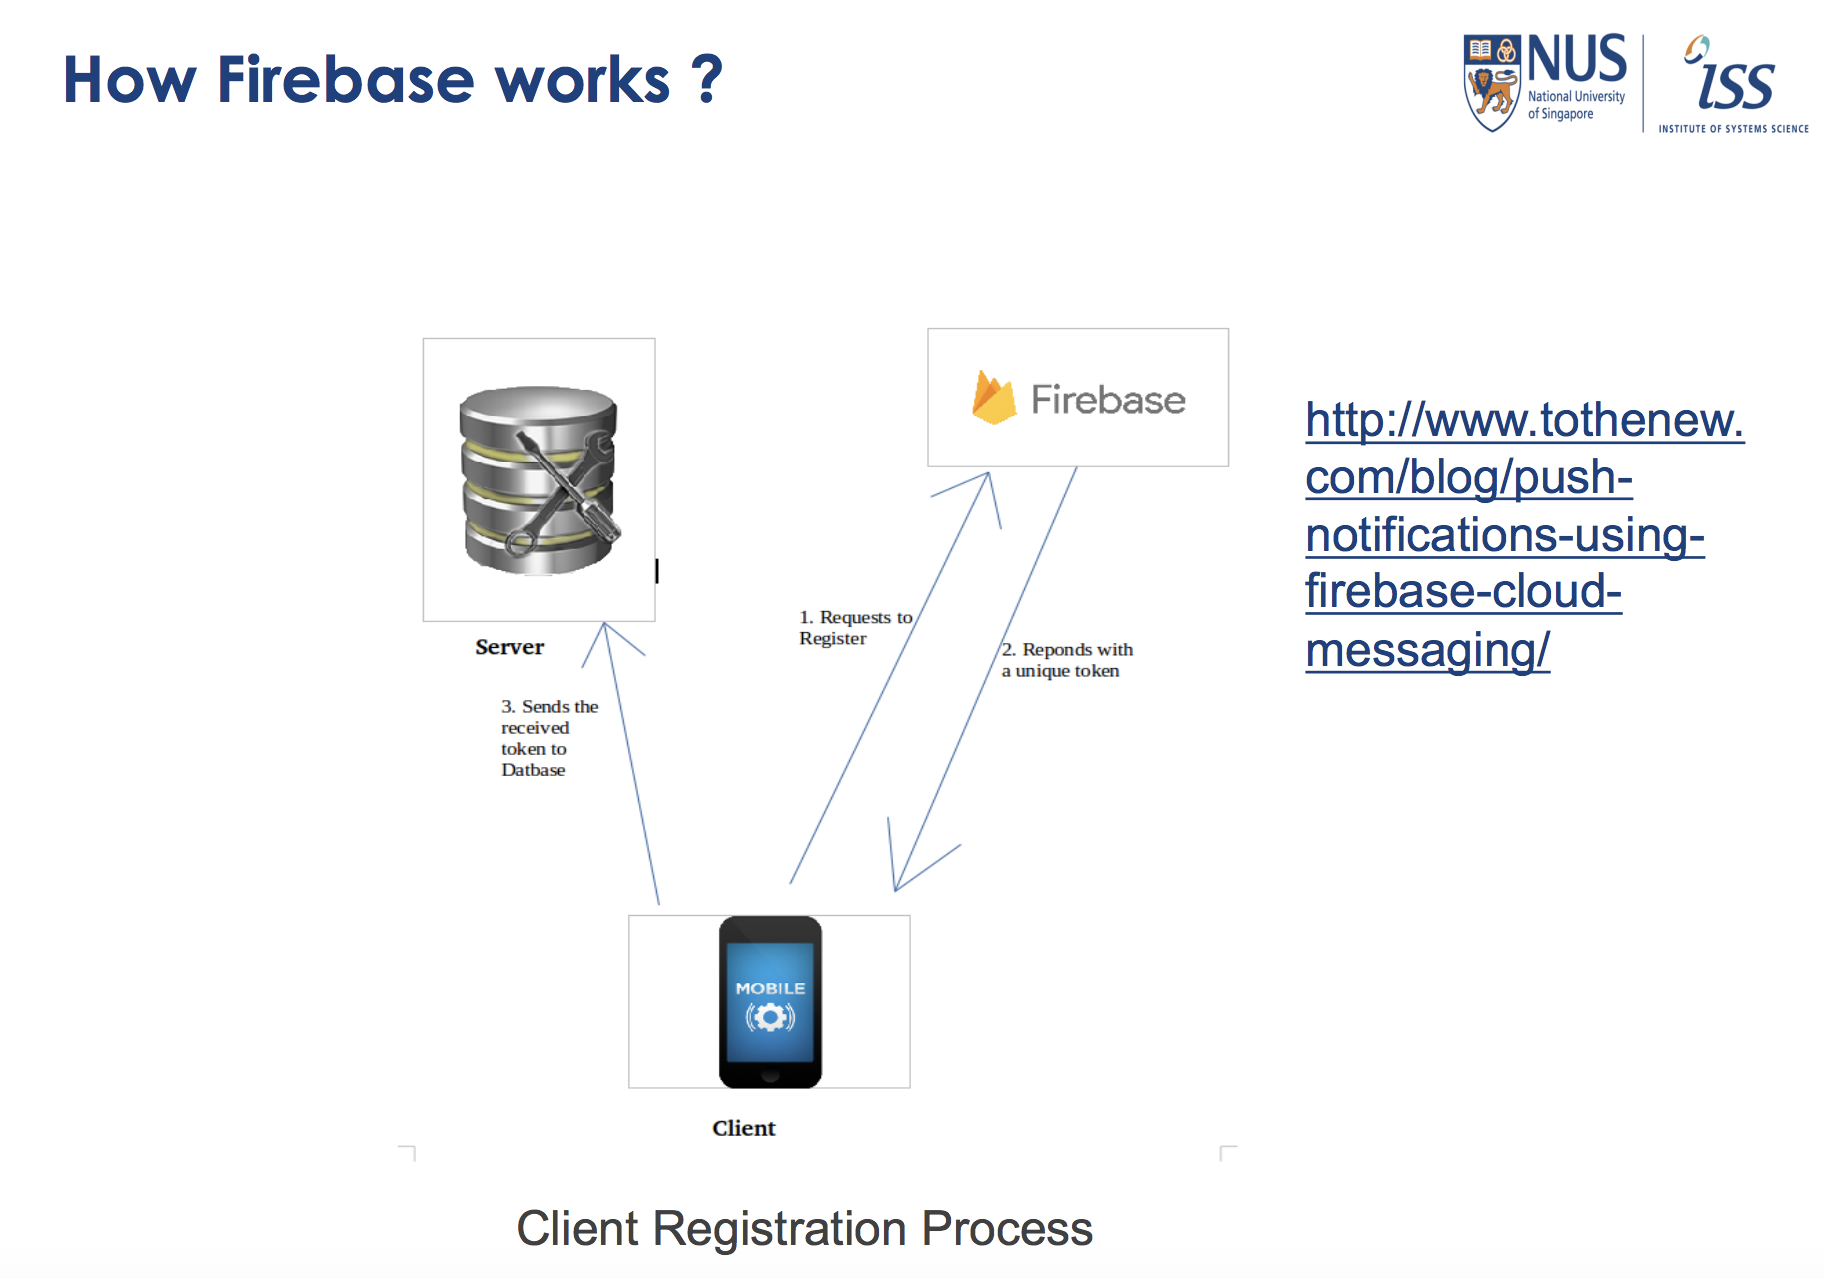 How Firebase works ?
NUS
National University
of Singapore
ISS
INSTITUTE OF SYSTEMS SCIENCE
Firebase
http://www.tothenew.
com/blog/push-
notifications-using-
firebase-cloud-
messaging/
1. Requests to
Register
Server
2. Reponds with
a unique token
3. Sends the
received
token to
Datbase
MOBILE
Client
Client Registration Process